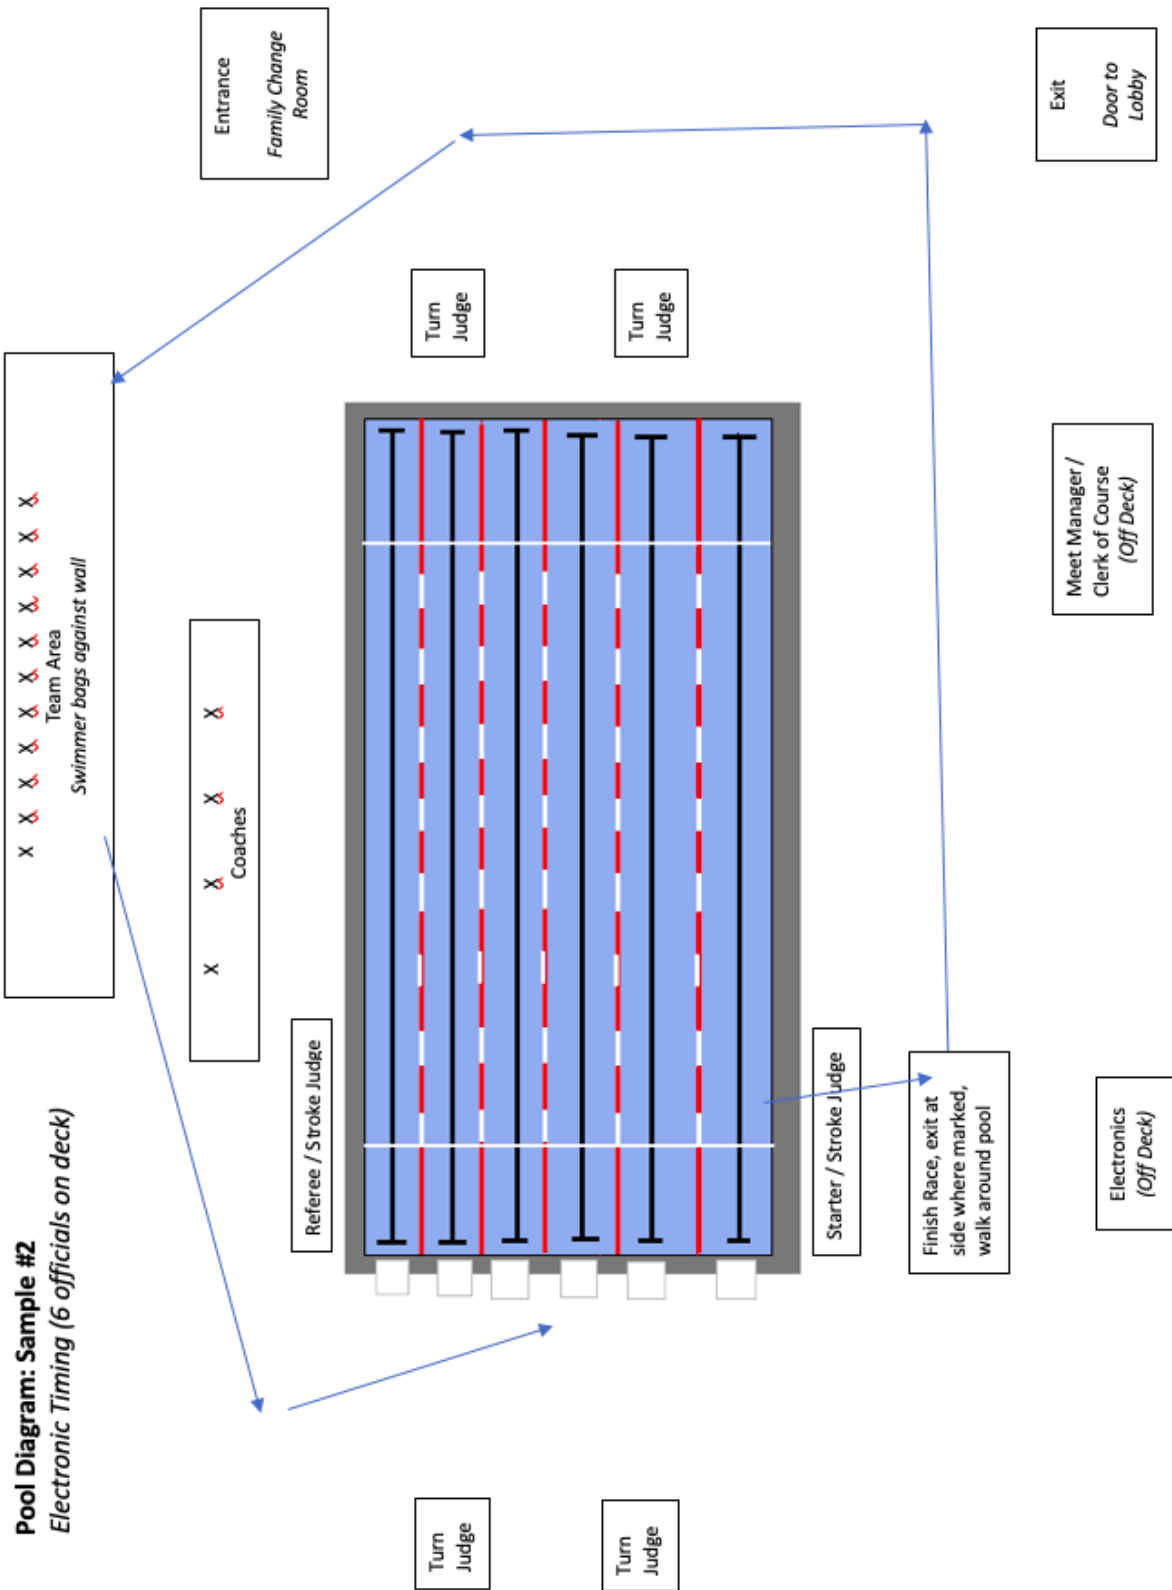 Pool Diagram: Sample #2
Electronic Timing (6 officials on deck)
X X X X X X X X X X X
Team Area
Swimmer bags against wall
Entrance
Family Change
Room
X X X X
Coaches
Referee / Stroke Judge
Turn
Judge
Turn
Judge
Turn
Judge
Turn
Judge
Starter / Stroke Judge
Finish Race, exit at
side where marked,
walk around pool
Electronics
(Off Deck)
Meet Manager /
Clerk of Course
(Off Deck)
Exit
Door to
Lobby